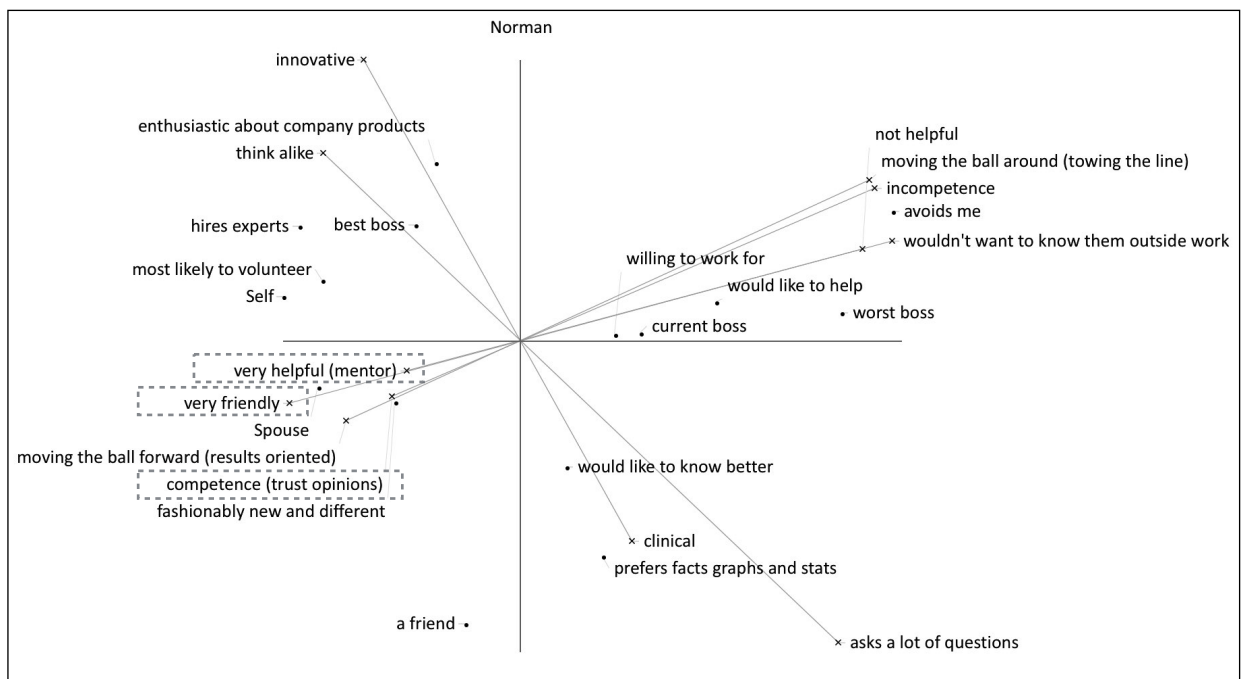 Norman
innovative
enthusiastic about company products
think alike
not helpful
moving the ball around (towing the line)
incompetence
avoids me
hires experts
best boss
wouldn't want to know them outside work
willing to work for
most likely to volunteer
would like to help
Self
worst boss
current boss
very helpful (mentor)
very friendly
Spouse
moving the ball forward (results oriented)
would like to know better
competence (trust opinions)
fashionably new and different
clinical
prefers facts graphs and stats
a friend
asks a lot of questions